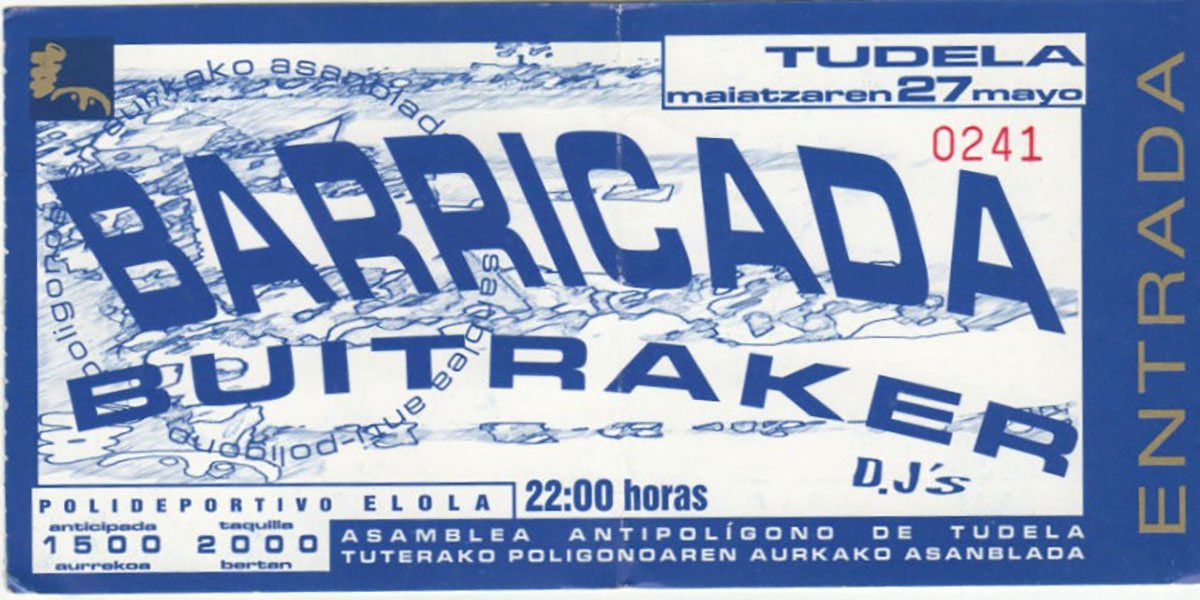 TUDELA
maiatzaren 27 mayo
0241
ENTRADA
aurkako asanblad
BARRICADA
BUITRAKER
D.J's
anti-poligono
POLIDEPORTIVO ELOLA
22:00 horas
anticipada
1500
aurrekoa
taquilla
2000
bertan
ASAMBLEA ANTIPOLÍGONO DE TUDELA
TUTERAKO POLIGONOAREN AURKAKO ASANBLADA